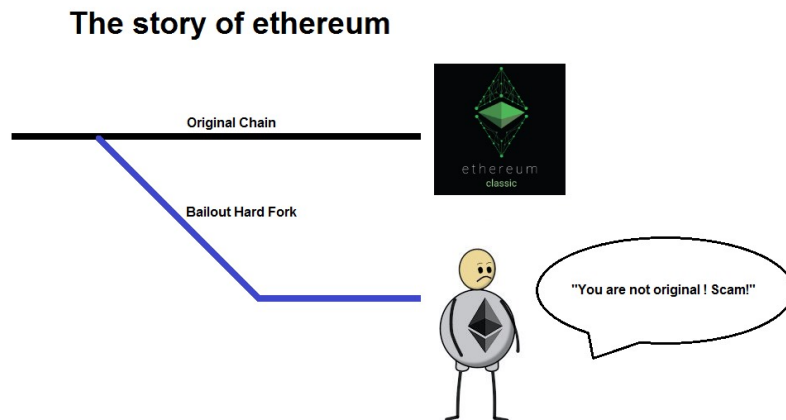 The story of ethereum
Original Chain
ethereum
classic
Bailout Hard Fork
"You are not original ! Scam!"